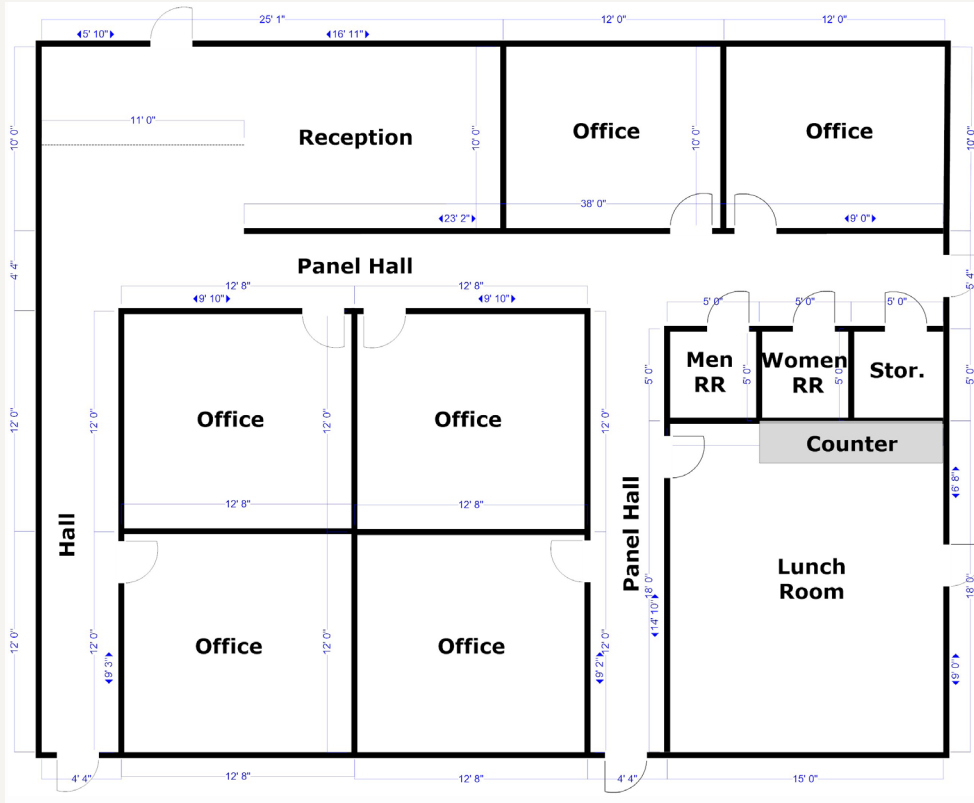 25' 1"
12' 0"
12' 0"
5' 10"
16' 11"
11' 0"
10' 0"
Reception
10' 0"
Office
10' 0"
Office
10' 0"
38' 0"
23' 2"
9' 0"
4' 4"
Panel Hall
5' 4"
12' 8"
12' 8"
9' 10"
9' 10"
5' 0"
5' 0"
5' 0"
Men
RR
5' 0"
5' 0"
Women
RR
5' 0"
Stor.
5' 0"
12' 0"
12' 0"
Office
12' 0"
Office
12' 0"
Counter
6' 8"
12' 8"
12' 8"
Hall
Panel Hall
Lunch
Room
18' 0"
14' 10"
18' 0"
12' 0"
12' 0"
9' 3"
Office
12' 0"
Office
12' 0"
9' 2"
9' 0"
4' 4"
12' 8"
12' 8"
4' 4"
15' 0"